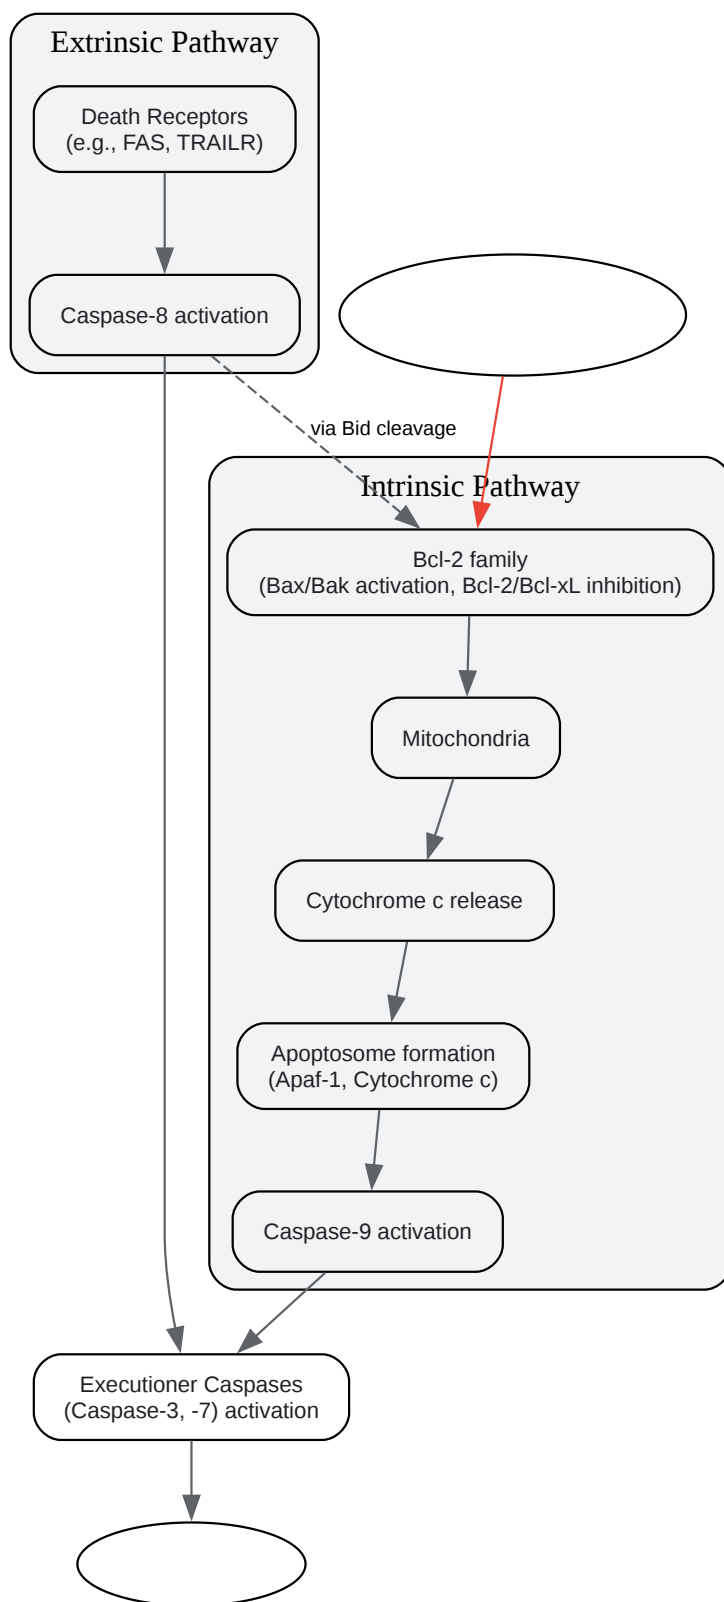 Extrinsic Pathway
Death Receptors
(e.g., FAS, TRAILR)
Caspase-8 activation
via Bid cleavage
Intrinsic Pathway
Bcl-2 family
(Bax/Bak activation, Bcl-2/Bcl-xL inhibition)
Mitochondria
Cytochrome c release
Apoptosome formation
(Apaf-1, Cytochrome c)
Caspase-9 activation
Executioner Caspases
(Caspase-3, -7) activation